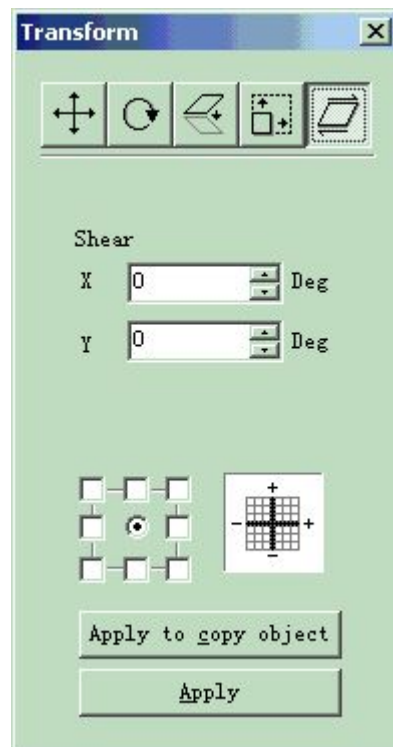 Transform
Shear
X 0 Deg
Y 0 Deg
+
- +
-
Apply to copy object
Apply